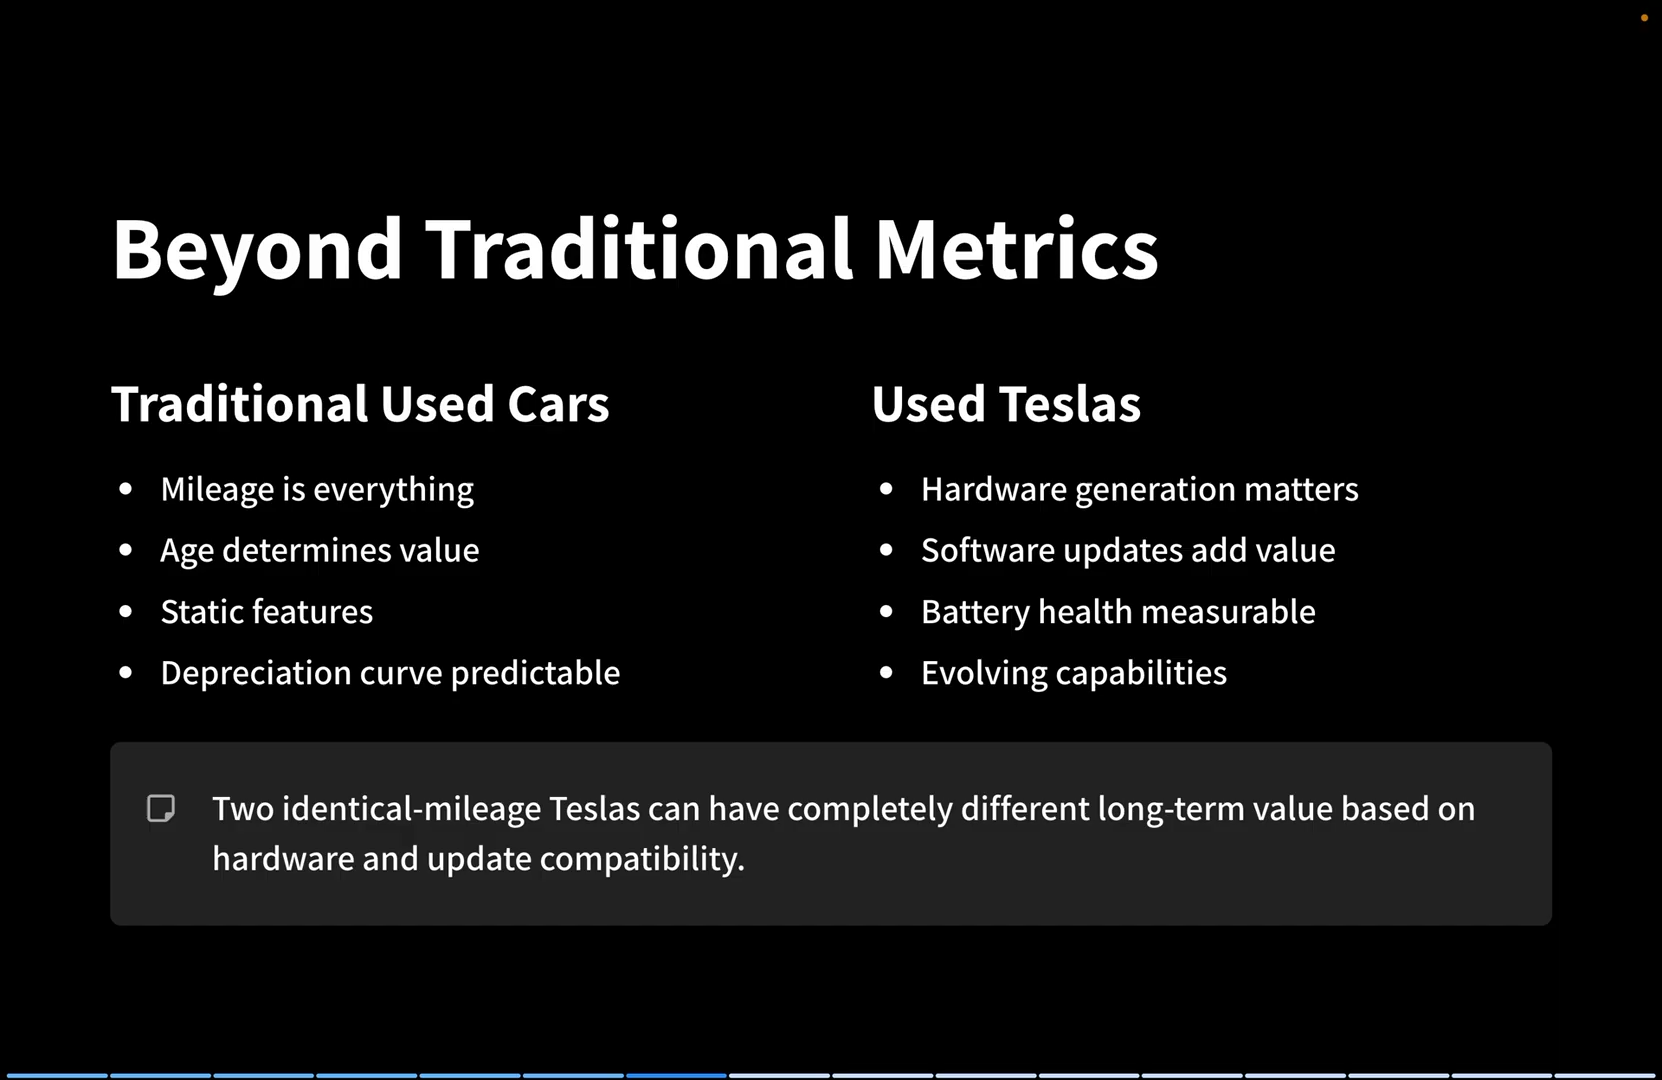 Beyond Traditional Metrics
Traditional Used Cars
Mileage is everything
Age determines value
Static features
Depreciation curve predictable
Used Teslas
Hardware generation matters
Software updates add value
Battery health measurable
Evolving capabilities
Two identical-mileage Teslas can have completely different long-term value based on
hardware and update compatibility.